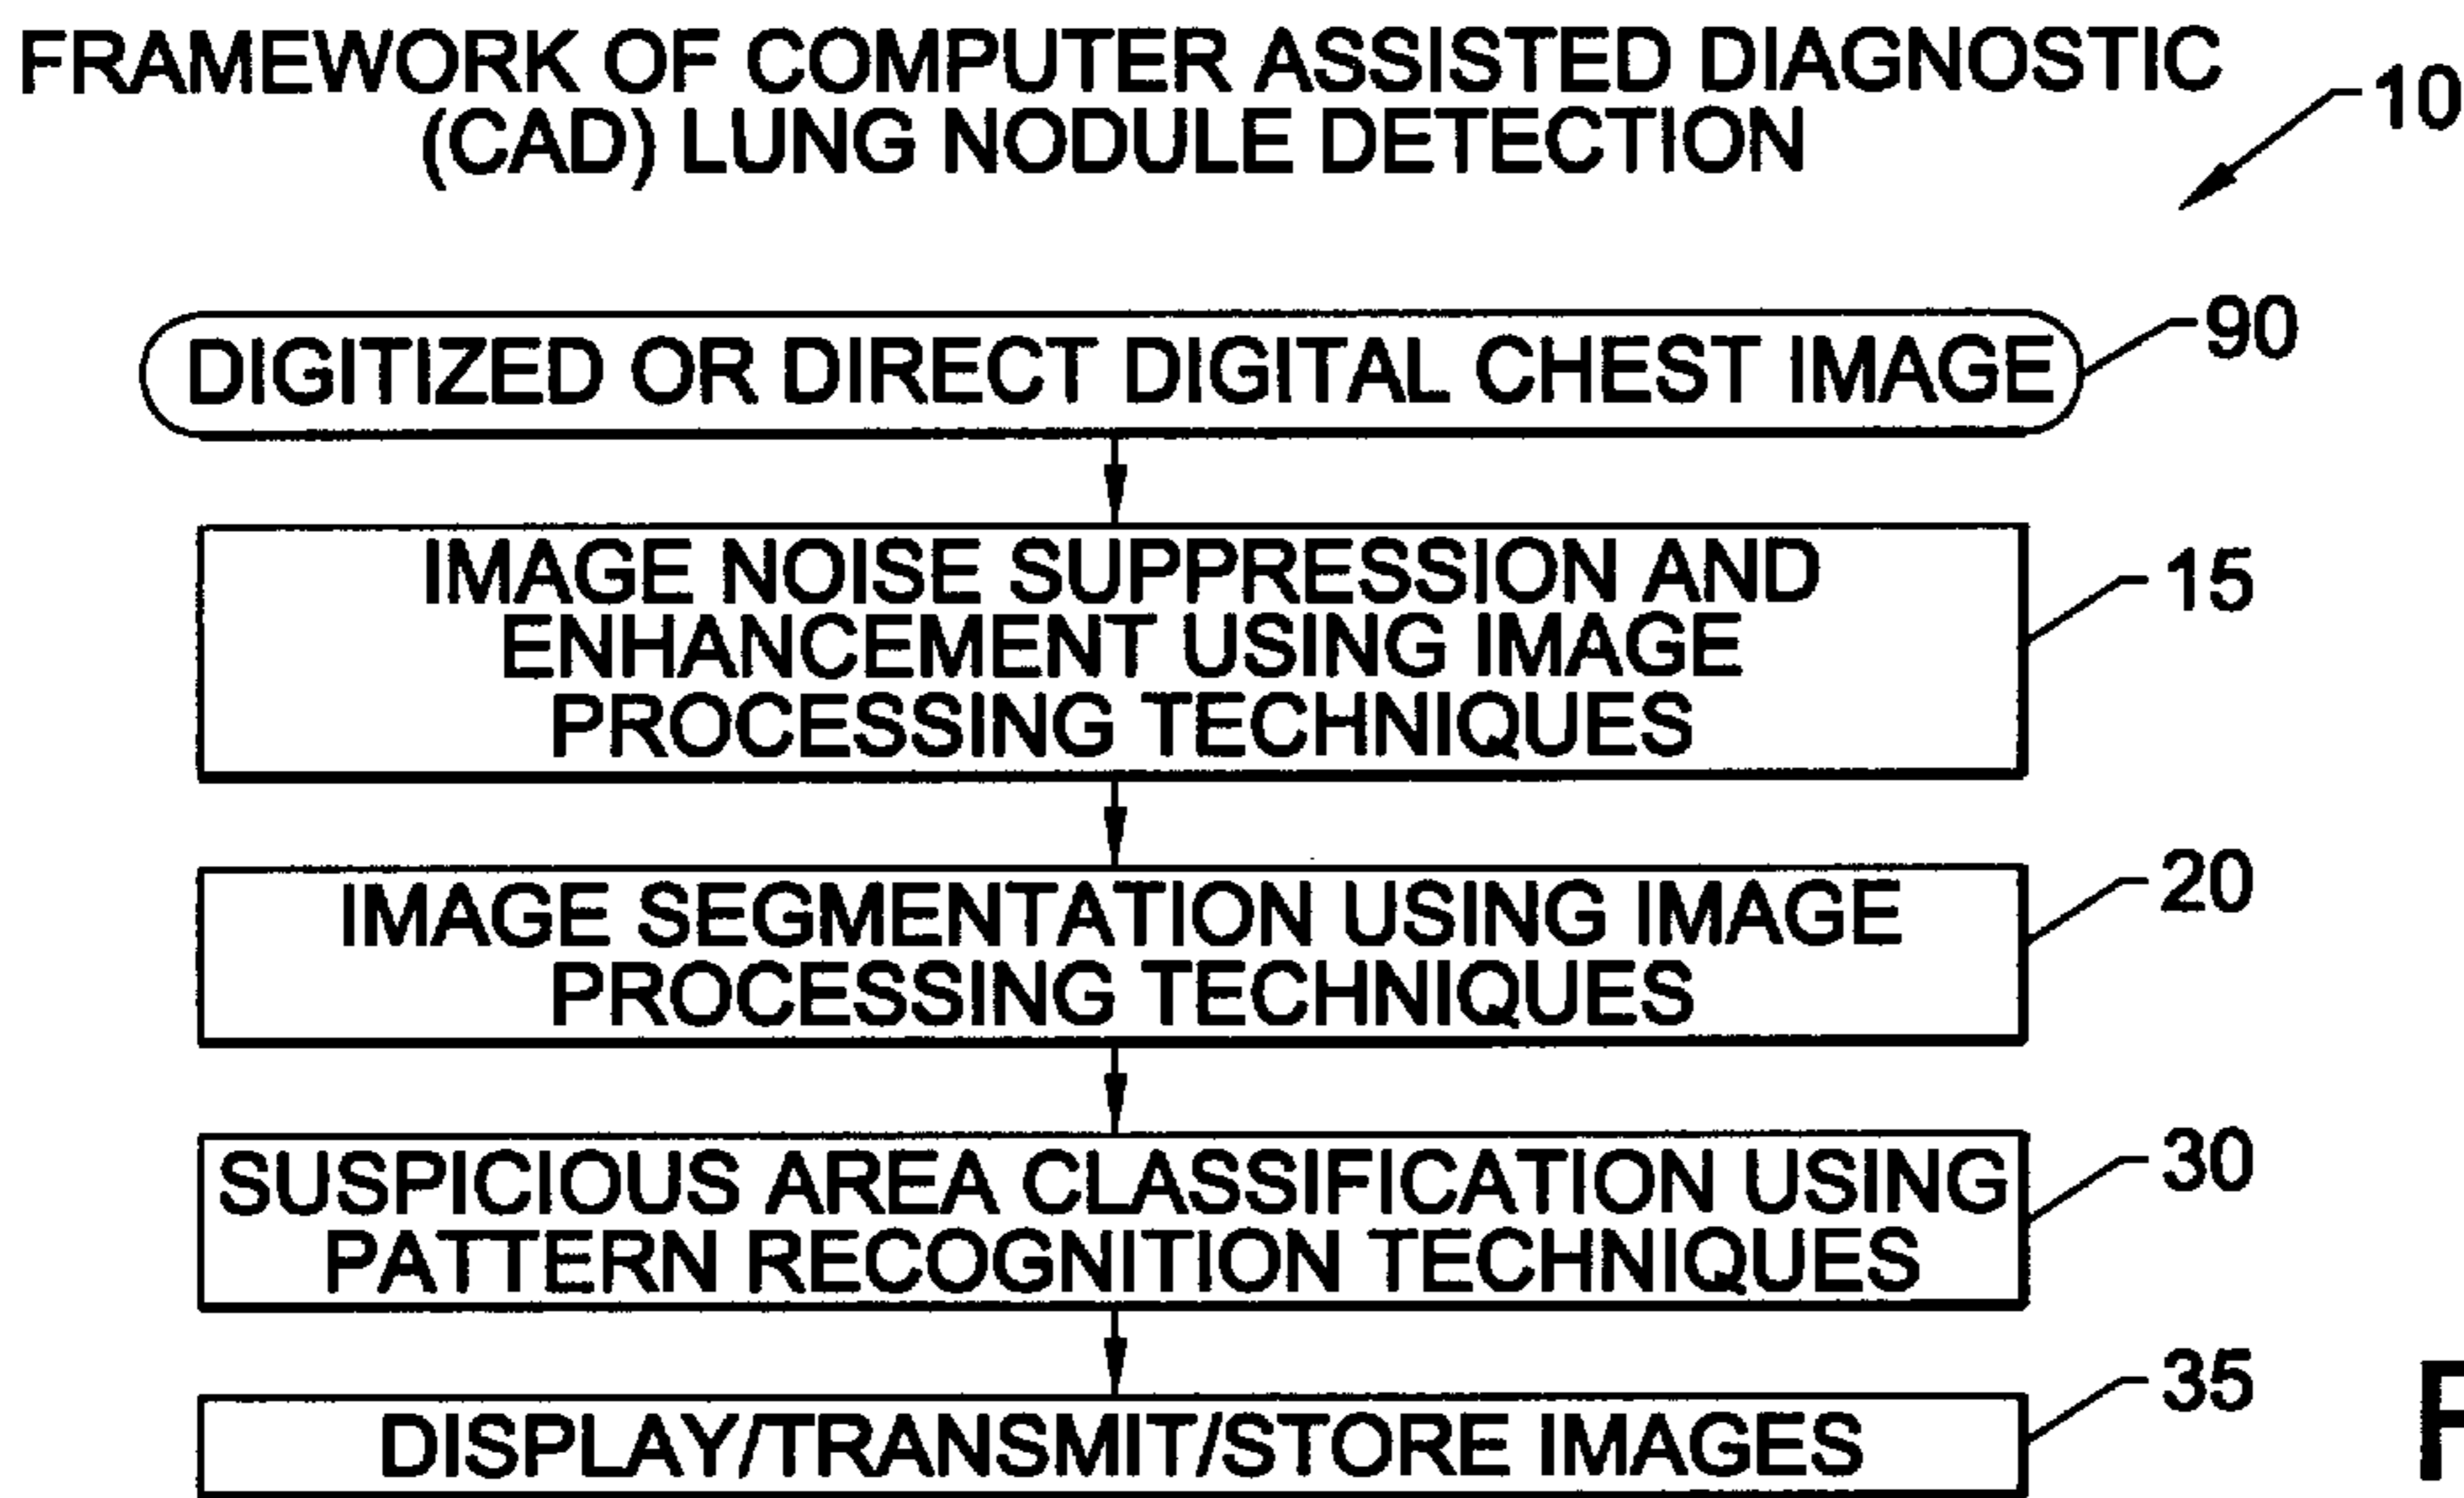 FRAMEWORK OF COMPUTER ASSISTED DIAGNOSTIC
(CAD) LUNG NODULE DETECTION
10
DIGITIZED OR DIRECT DIGITAL CHEST IMAGE
90
IMAGE NOISE SUPPRESSION AND
ENHANCEMENT USING IMAGE
PROCESSING TECHNIQUES
15
IMAGE SEGMENTATION USING IMAGE
PROCESSING TECHNIQUES
20
SUSPICIOUS AREA CLASSIFICATION USING
PATTERN RECOGNITION TECHNIQUES
30
DISPLAY/TRANSMIT/STORE IMAGES
35